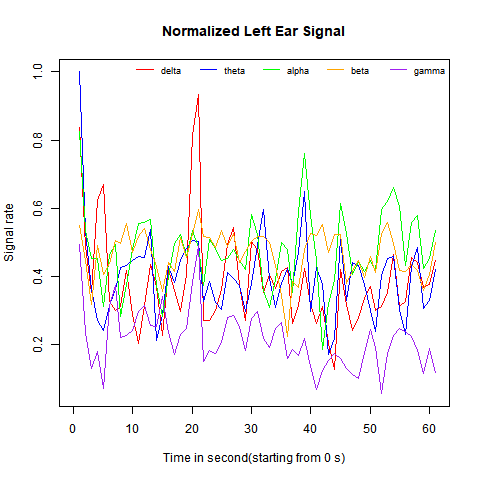 Normalized Left Ear Signal
delta theta alpha beta gamma
1.0
0.8
0.6
0.4
0.2
Signal rate
0 10 20 30 40 50 60
Time in second(starting from 0 s)